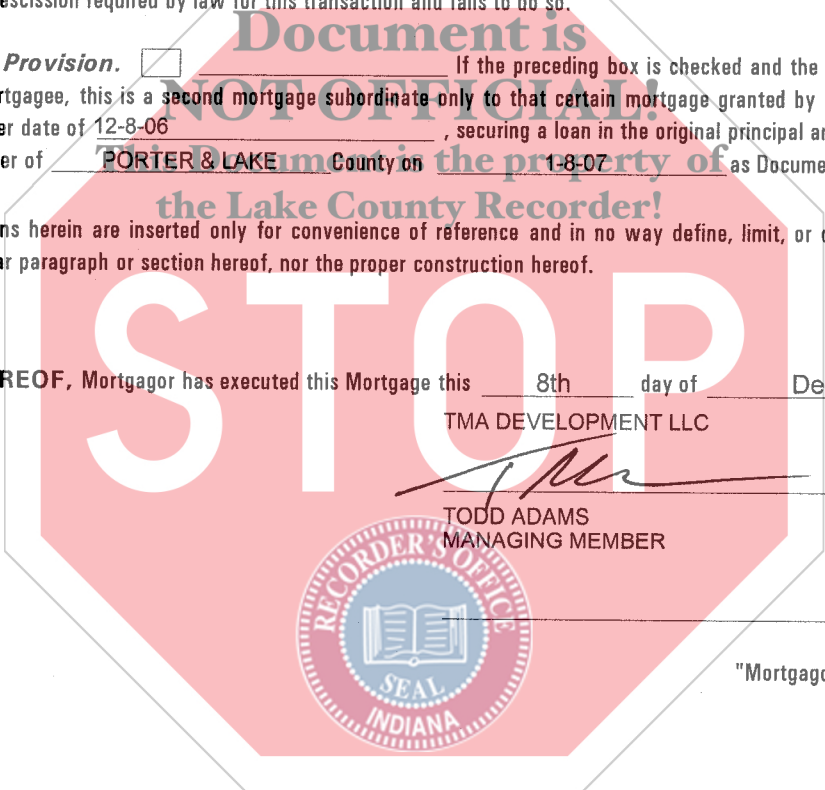 escission required by law for this transaction and fails to do so.
Document is
Provision. If the preceding box is checked and the
NOT OFFICIAL!
rtgagee, this is a second mortgage subordinate only to that certain mortgage granted by
er date of 12-8-06 , securing a loan in the original principal a
er of PORTER & LAKE County on 1-8-07 as Docume
This Document is the property of
the Lake County Recorder!
ns herein are inserted only for convenience of reference and in no way define, limit, or
ar paragraph or section hereof, nor the proper construction hereof.
STOP
REOF, Mortgagor has executed this Mortgage this 8th day of De
TMA DEVELOPMENT LLC
TODD ADAMS
MANAGING MEMBER
RECORDER'S OFFICE
SEAL
INDIANA
"Mortgago